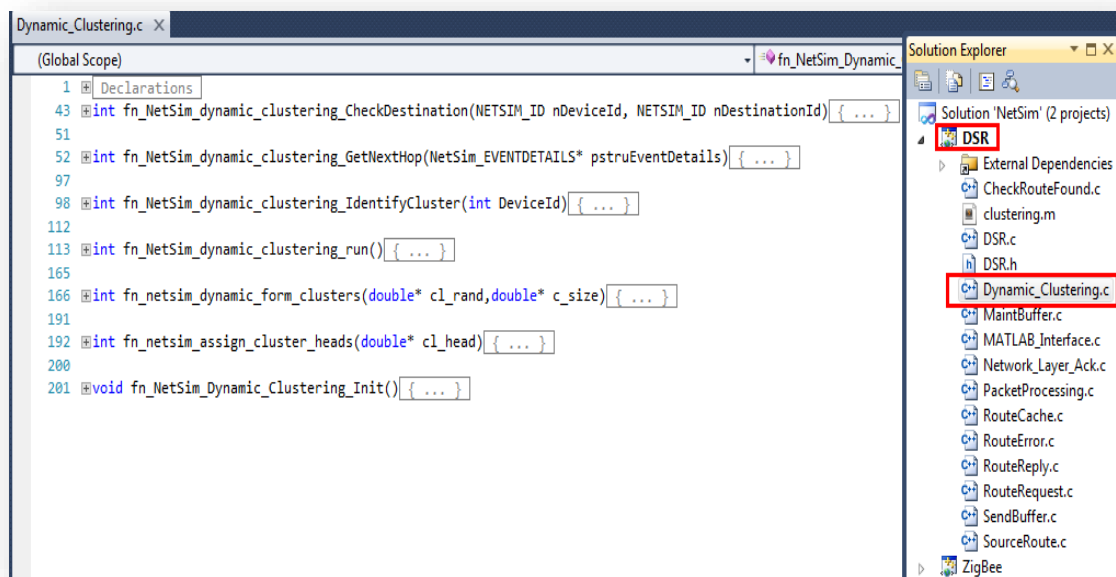 Dynamic_Clustering.c X
(Global Scope)
fn_NetSim_Dynamic_
1 Declarations
43 int fn_NetSim_dynamic_clustering_CheckDestination(NETSIM_ID nDeviceId, NETSIM_ID nDestinationId) { ... }
51
52 int fn_NetSim_dynamic_clustering_GetNextHop(NetSim_EVENTDETAILS* pstruEventDetails) { ... }
97
98 int fn_NetSim_dynamic_clustering_IdentifyCluster(int DeviceId) { ... }
112
113 int fn_NetSim_dynamic_clustering_run() { ... }
165
166 int fn_netsim_dynamic_form_clusters(double* cl_rand,double* c_size) { ... }
191
192 int fn_netsim_assign_cluster_heads(double* cl_head) { ... }
200
201 void fn_NetSim_Dynamic_Clustering_Init() { ... }
Solution Explorer
Solution 'NetSim' (2 projects)
DSR
External Dependencies
CheckRouteFound.c
clustering.m
DSR.c
DSR.h
Dynamic_Clustering.c
MaintBuffer.c
MATLAB_Interface.c
Network_Layer_Ack.c
PacketProcessing.c
RouteCache.c
RouteError.c
RouteReply.c
RouteRequest.c
SendBuffer.c
SourceRoute.c
ZigBee